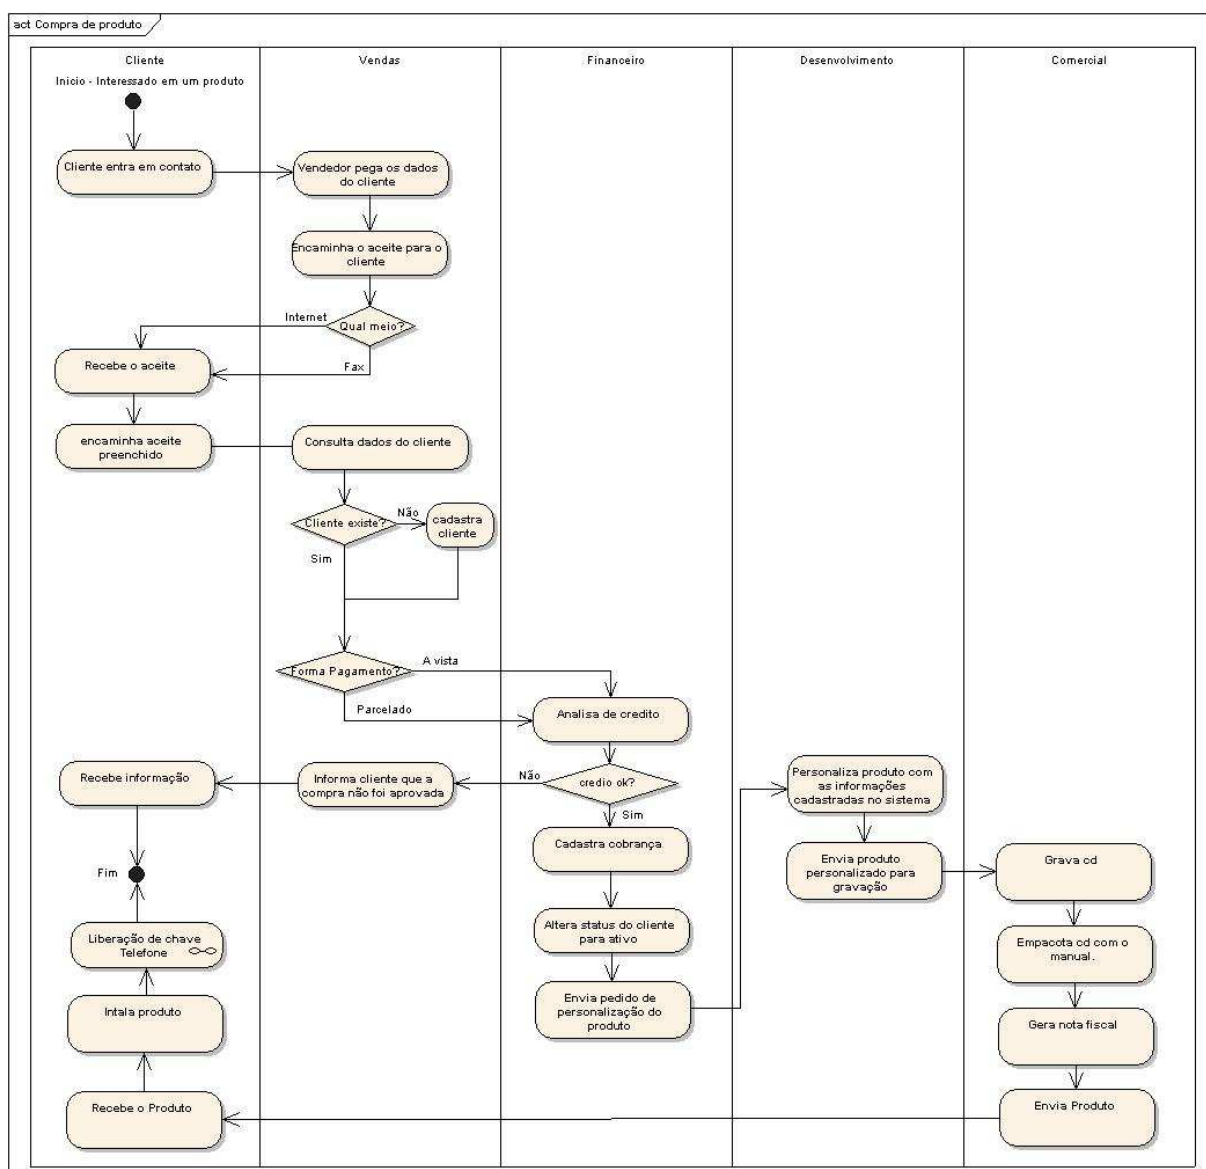 act Compra de produto
Cliente
Vendas
Financeiro
Desenvolvimento
Comercial
Inicio - Interessado em um produto
Cliente entra em contato
Vendedor pega os dados
do cliente
Encaminha o aceite para o
cliente
Qual meio?
Internet
Fax
Recebe o aceite
encaminha aceite
preenchido
Consulta dados do cliente
Cliente existe?
Não
cadastra
cliente
Sim
Forma Pagamento?
A vista
Parcelado
Analisa de credito
credio ok?
Não
Sim
Informa cliente que a
compra não foi aprovada
Recebe informação
Fim
Cadastra cobrança
Altera status do cliente
para ativo
Envia pedido de
personalização do
produto
Personaliza produto com
as informações
cadastradas no sistema
Envia produto
personalizado para
gravação
Grava cd
Empacota cd com o
manual.
Gera nota fiscal
Envia Produto
Recebe o Produto
Intala produto
Liberação de chave
Telefone